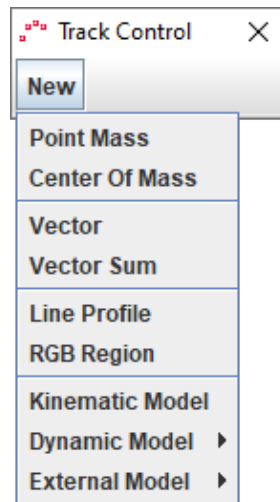 Track Control
New
Point Mass
Center Of Mass
Vector
Vector Sum
Line Profile
RGB Region
Kinematic Model
Dynamic Model
External Model